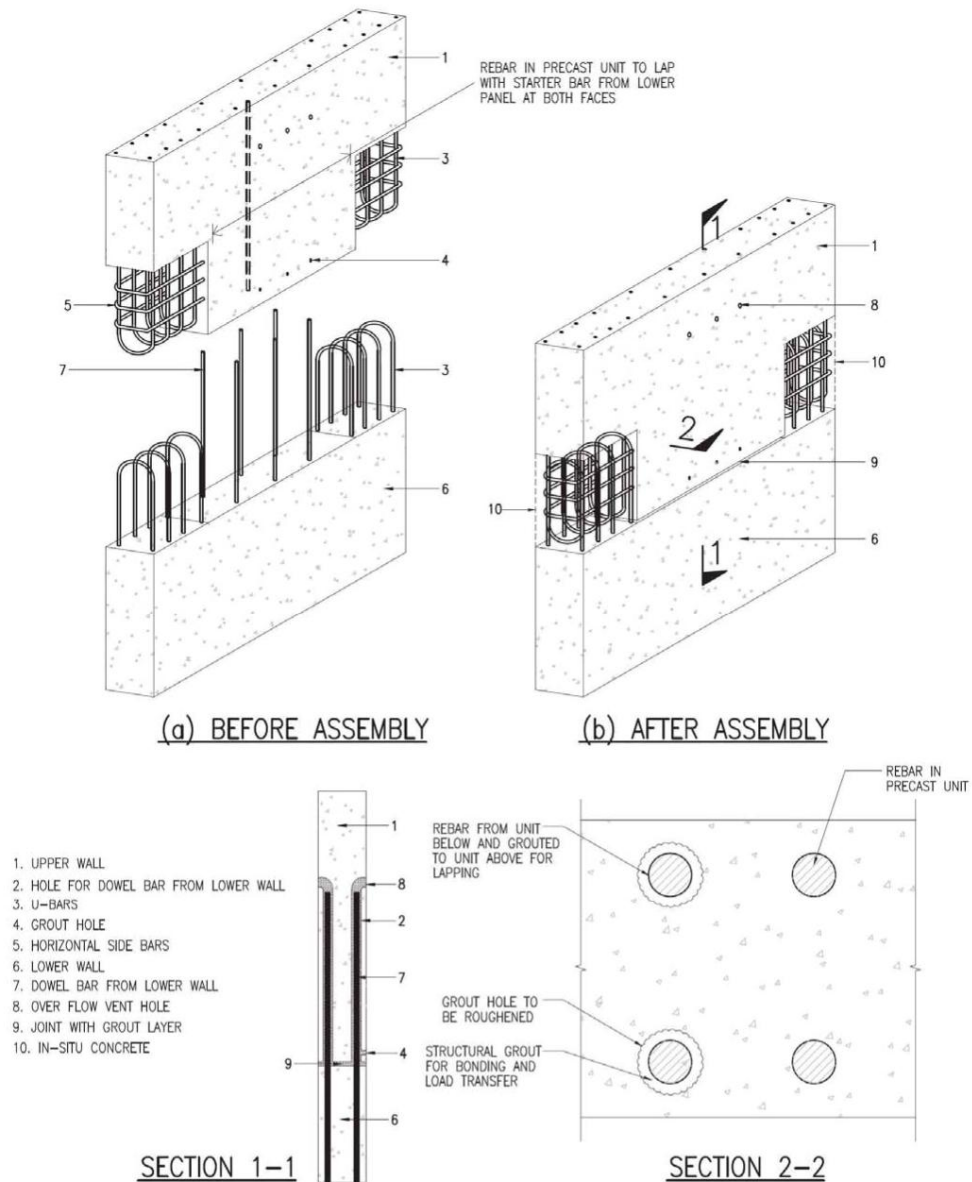 1
REBAR IN PRECAST UNIT TO LAP
WITH STARTER BAR FROM LOWER
PANEL AT BOTH FACES
3
4
5
7
3
6
1
1
8
10
2
9
10
6
1
(a) BEFORE ASSEMBLY
(b) AFTER ASSEMBLY
1. UPPER WALL
2. HOLE FOR DOWEL BAR FROM LOWER WALL
3. U-BARS
4. GROUT HOLE
5. HORIZONTAL SIDE BARS
6. LOWER WALL
7. DOWEL BAR FROM LOWER WALL
8. OVER FLOW VENT HOLE
9. JOINT WITH GROUT LAYER
10. IN-SITU CONCRETE
1
8
2
7
4
9
6
SECTION 1-1
REBAR IN
PRECAST UNIT
REBAR FROM UNIT
BELOW AND GROUTED
TO UNIT ABOVE FOR
LAPPING
GROUT HOLE TO
BE ROUGHENED
STRUCTURAL GROUT
FOR BONDING AND
LOAD TRANSFER
SECTION 2-2